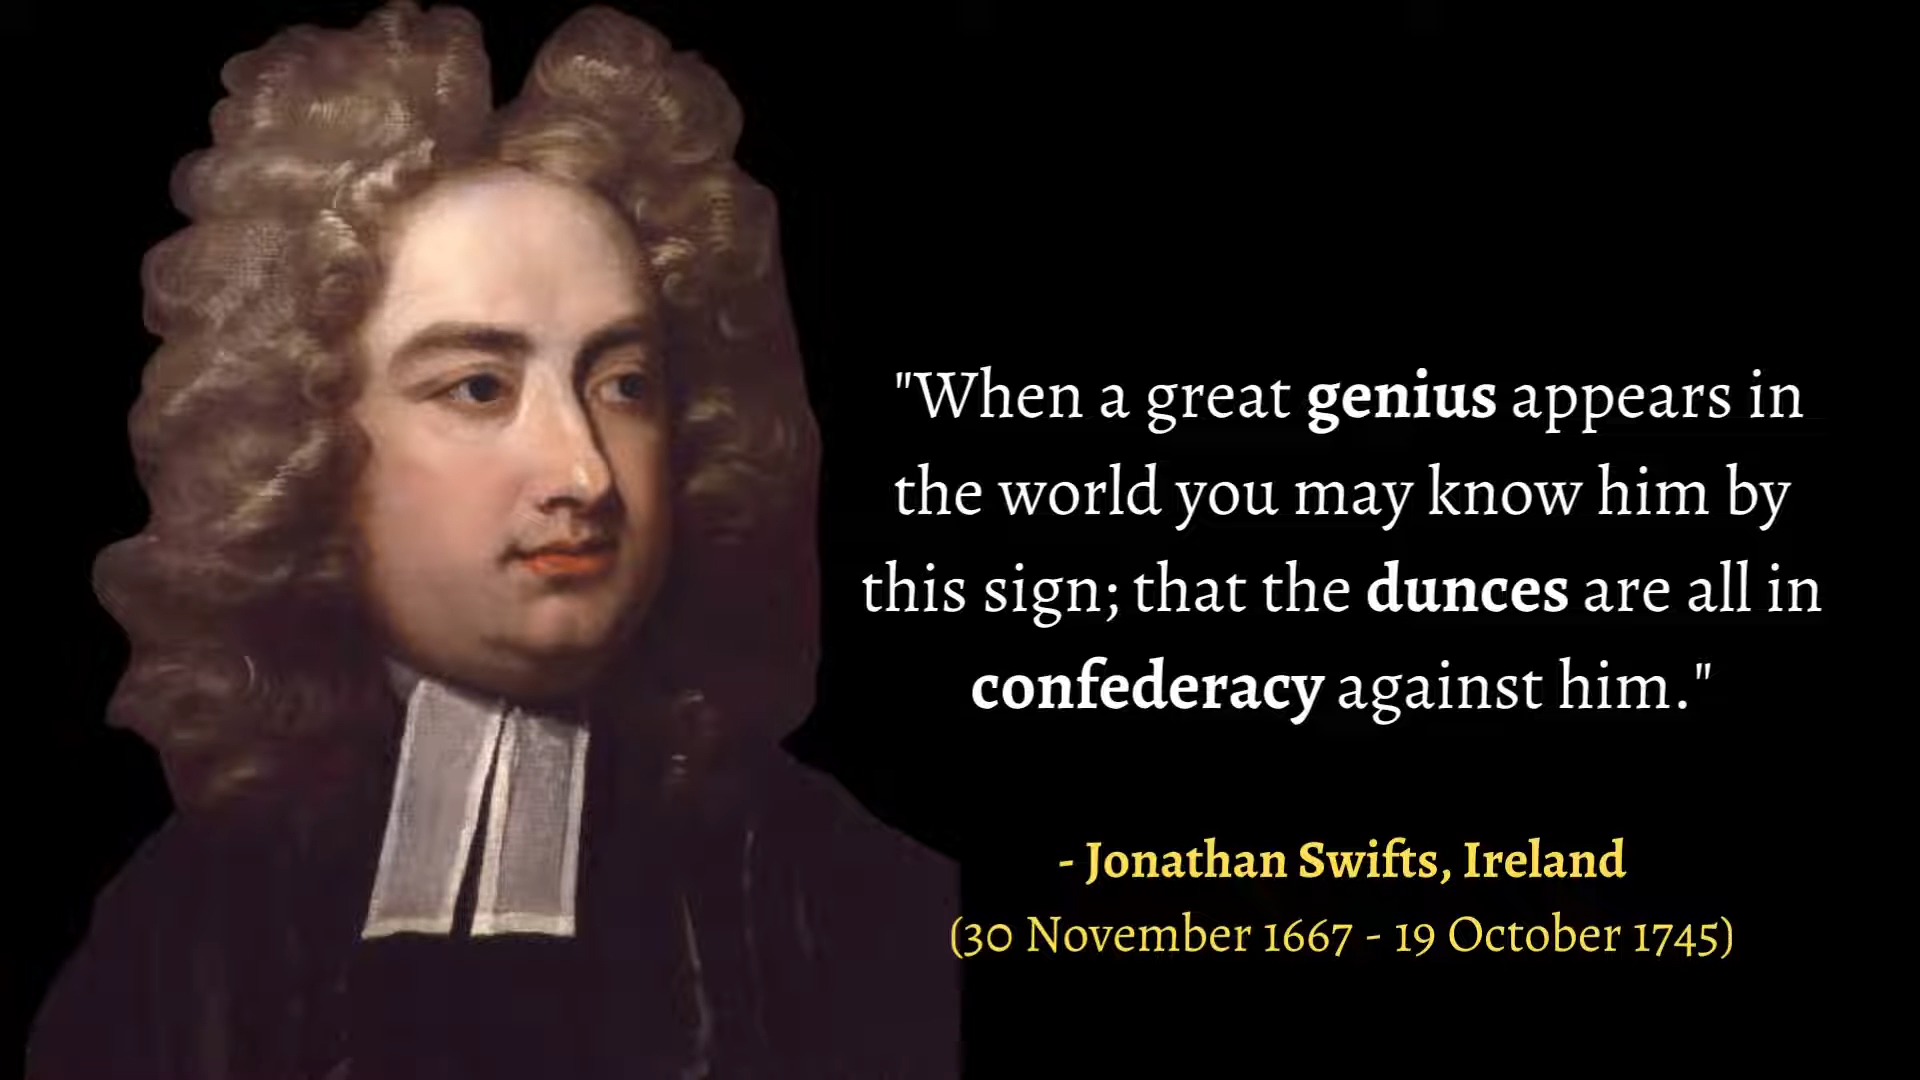 "When a great genius appears in
the world you may know him by
this sign; that the dunces are all in
confederacy against him."
- Jonathan Swifts, Ireland
(30 November 1667 - 19 October 1745)